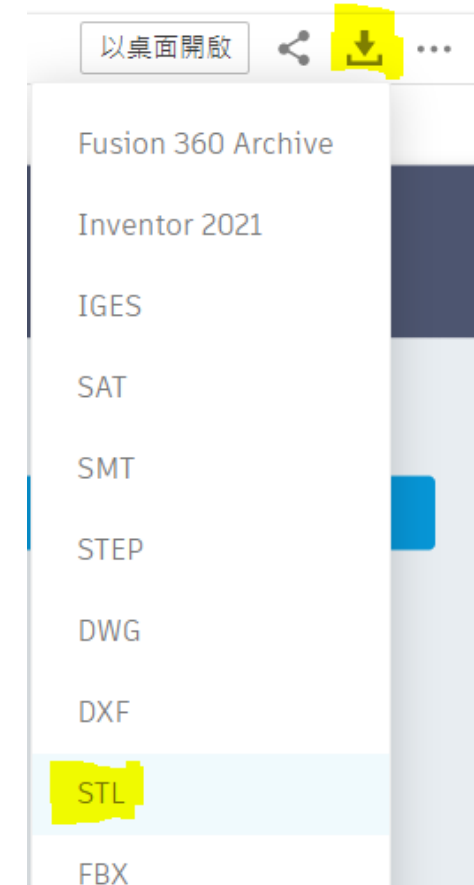 以桌面開啟
Fusion 360 Archive
Inventor 2021
IGES
SAT
SMT
STEP
DWG
DXF
STL
FBX